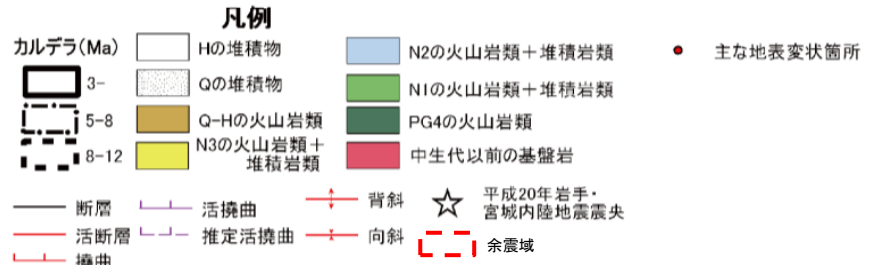 凡例
カルデラ(Ma)
3-
5-8
8-12
Hの堆積物
Qの堆積物
Q-Hの火山岩類
N3の火山岩類+
堆積岩類
N2の火山岩類+堆積岩類
N1の火山岩類+堆積岩類
PG4の火山岩類
中生代以前の基盤岩
主な地表変状箇所
断層
活断層
撓曲
活撓曲
推定活撓曲
背斜
向斜
平成20年岩手・
宮城内陸地震震央
余震域